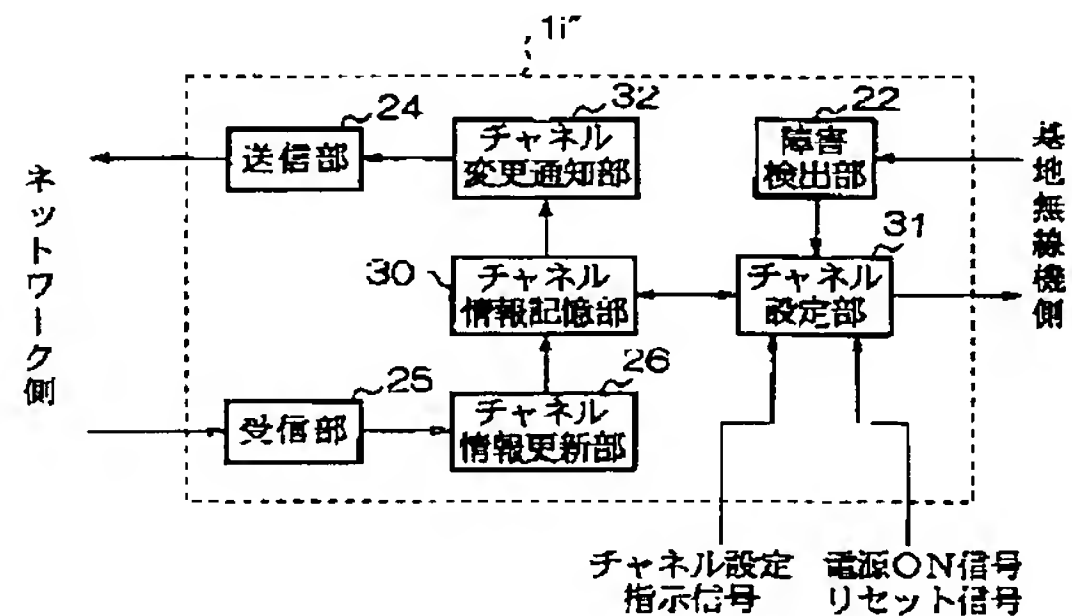 1i″
24
送信部
32
チャネル
変更通知部
22
障害
検出部
ネットワーク側
基地無線機側
30
チャネル
情報記憶部
31
チャネル
設定部
25
受信部
26
チャネル
情報更新部
チャネル設定
指示信号
電源ON信号
リセット信号